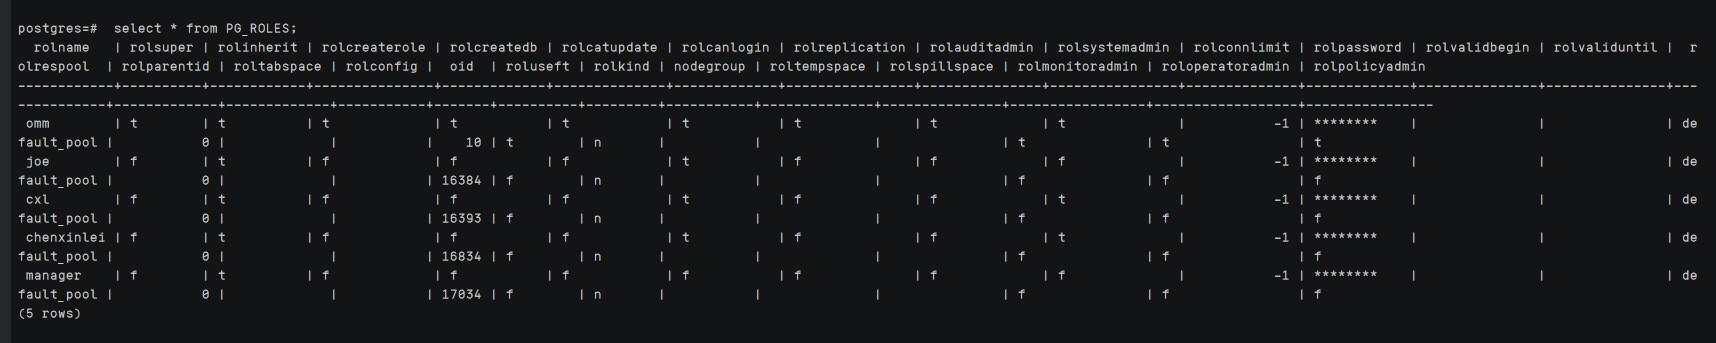 postgres=#  select * from PG_ROLES;
  rolname   | rolsuper | rolinherit | rolcreaterole | rolcreatedb | rolcatupdate | rolcanlogin | rolreplication | rolauditadmin | rolsystemadmin | rolconnlimit | rolpassword | rolvalidbegin | rolvaliduntil |  r
olrespool  | rolparentid | roltabspace | rolconfig |  oid  | roluseft | rolkind | nodegroup | roltempspace | rolspillspace | rolmonitoradmin | roloperatoradmin | rolpolicyadmin
------------+----------+------------+---------------+-------------+--------------+-------------+----------------+---------------+----------------+--------------+-------------+---------------+---------------+---
-----------+-------------+-------------+-----------+-------+----------+---------+-----------+--------------+---------------+-----------------+------------------+----------------
 omm        | t        | t          | t             | t           | t            | t           | t              | t             | t              |           -1 | ******** |               |               | de
fault_pool |           0 |             |           |    10 | t        | n       |           |              |               | t               | t                | t
 joe        | f        | t          | f             | f           | f            | t           | f              | f             | f              |           -1 | ******** |               |               | de
fault_pool |           0 |             |           | 16384 | f        | n       |           |              |               | f               | f                | f
 cxl        | f        | t          | f             | f           | f            | t           | f              | f             | t              |           -1 | ******** |               |               | de
fault_pool |           0 |             |           | 16393 | f        | n       |           |              |               | f               | f                | f
 chenxinlei | f        | t          | f             | f           | f            | t           | f              | f             | t              |           -1 | ******** |               |               | de
fault_pool |           0 |             |           | 16834 | f        | n       |           |              |               | f               | f                | f
 manager    | f        | t          | f             | f           | f            | f           | f              | f             | f              |           -1 | ******** |               |               | de
fault_pool |           0 |             |           | 17034 | f        | n       |           |              |               | f               | f                | f
(5 rows)